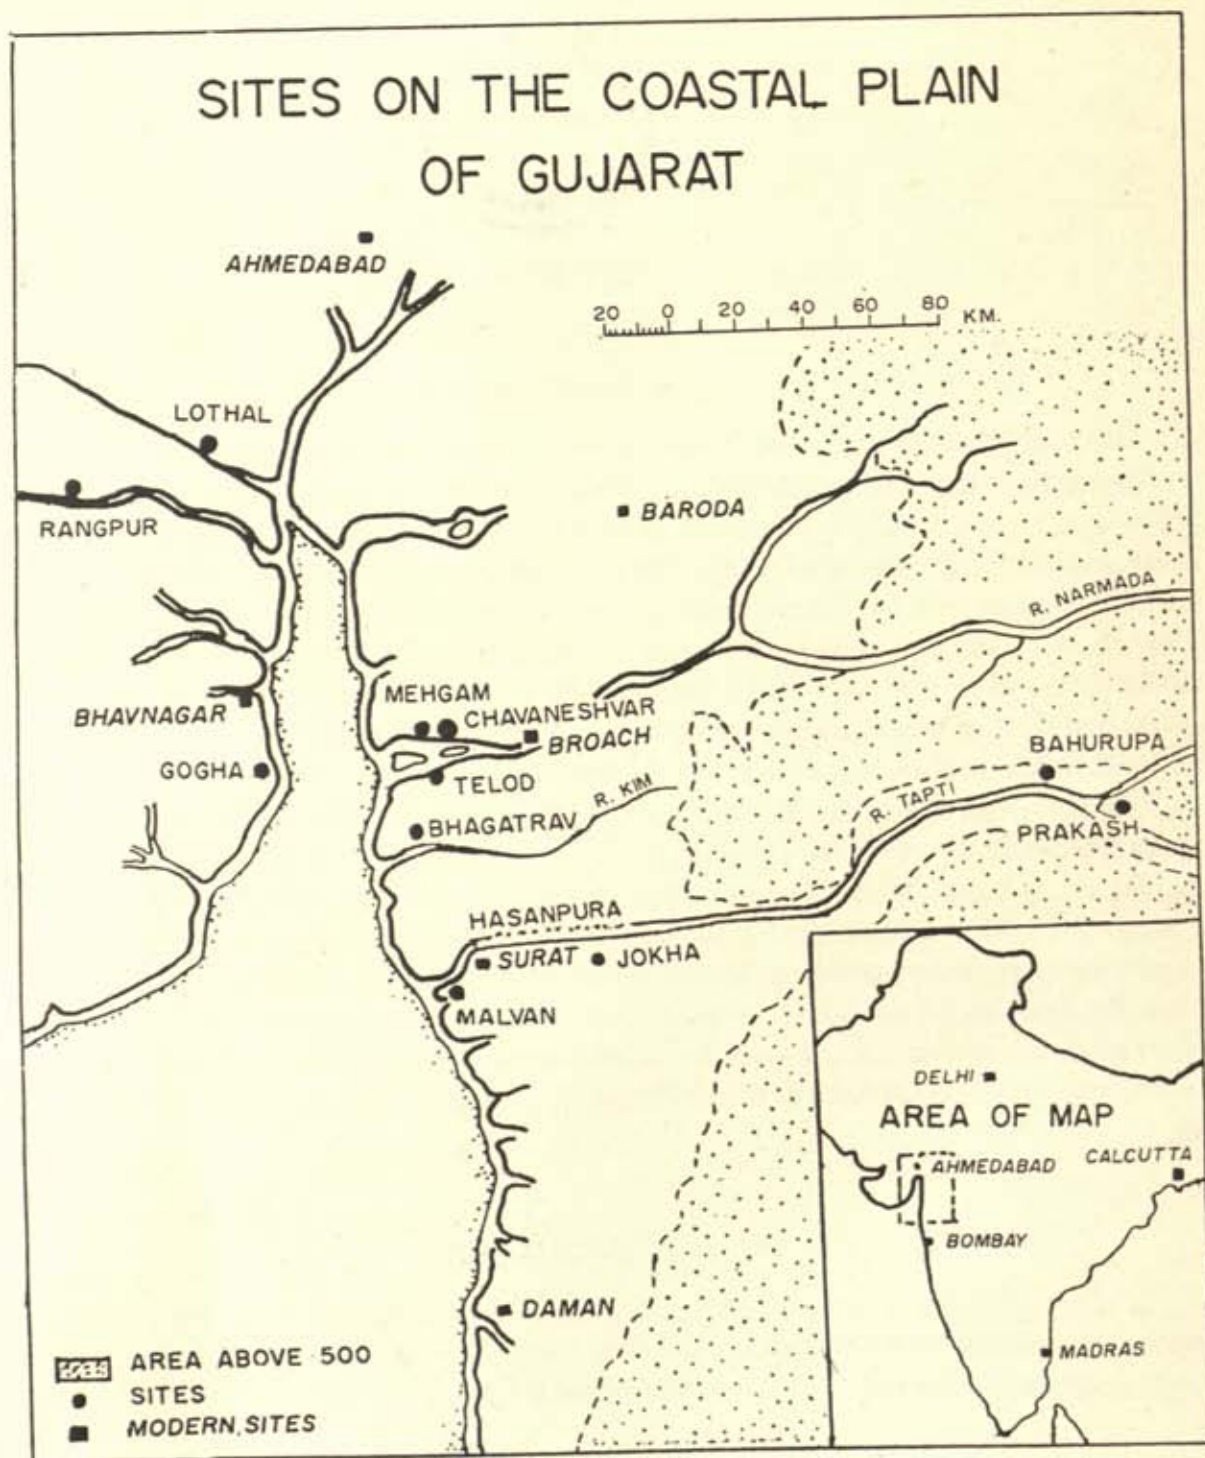 SITES ON THE COASTAL PLAIN
OF GUJARAT
AHMEDABAD
20 0 20 40 60 80 KM.
LOTHAL
RANGPUR
BARODA
R. NARMADA
MEHGAM
CHAVANESHVAR
BHAVNAGAR
BROACH
BAHURUPA
GOGHA
TELOD
R. KIM
R. TAPTI
BHAGATRAV
PRAKASH
HASANPURA
SURAT
JOKHA
MALVAN
DELHI
AREA OF MAP
AHMEDABAD
CALCUTTA
BOMBAY
DAMAN
MADRAS
AREA ABOVE 500
SITES
MODERN SITES